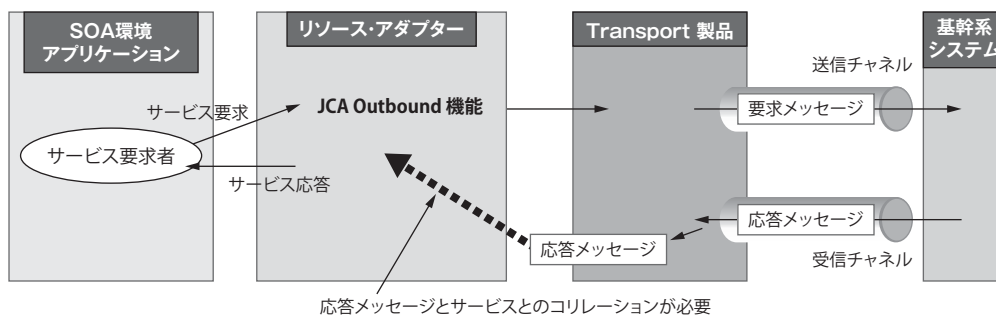 SOA環境
アプリケーション
リソース・アダプター
Transport 製品
基幹系
システム
送信チャネル
サービス要求
JCA Outbound 機能
要求メッセージ
サービス要求者
サービス応答
応答メッセージ
応答メッセージ
受信チャネル
応答メッセージとサービスとのコリレーションが必要